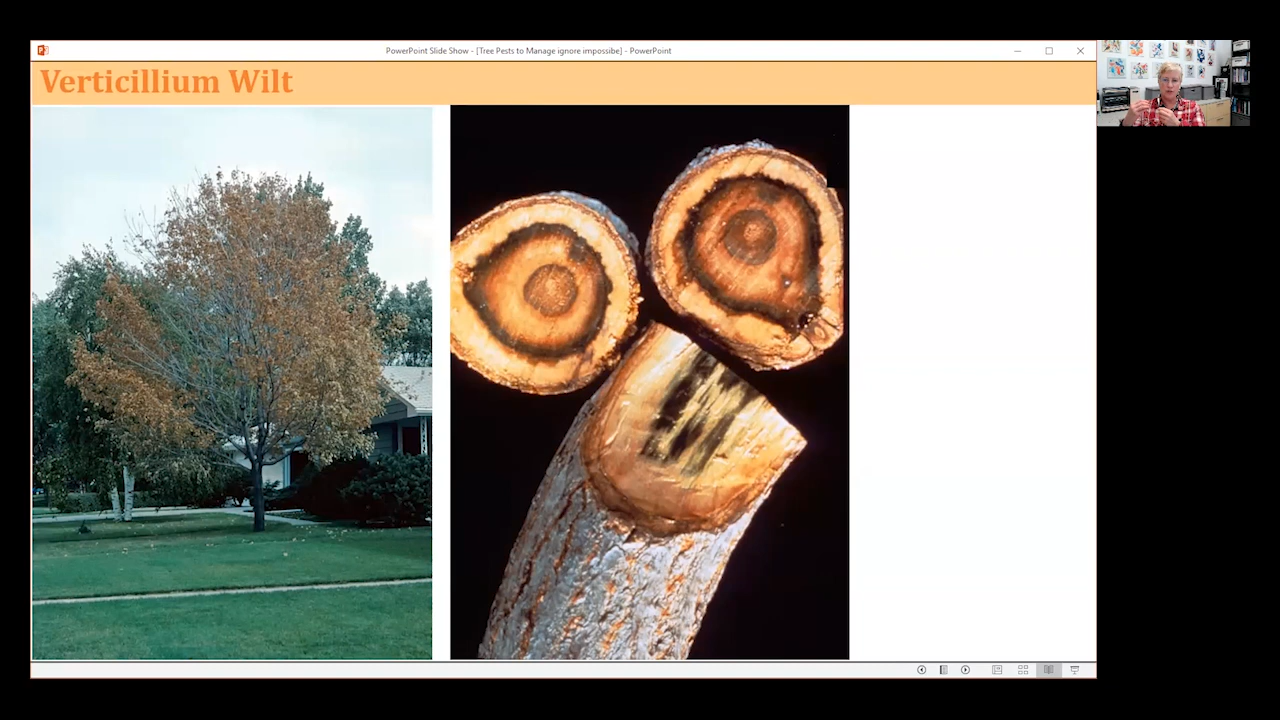 PowerPoint Slide Show - [Tree Pests to Manage ignore impossibe] - PowerPoint
Verticillium Wilt